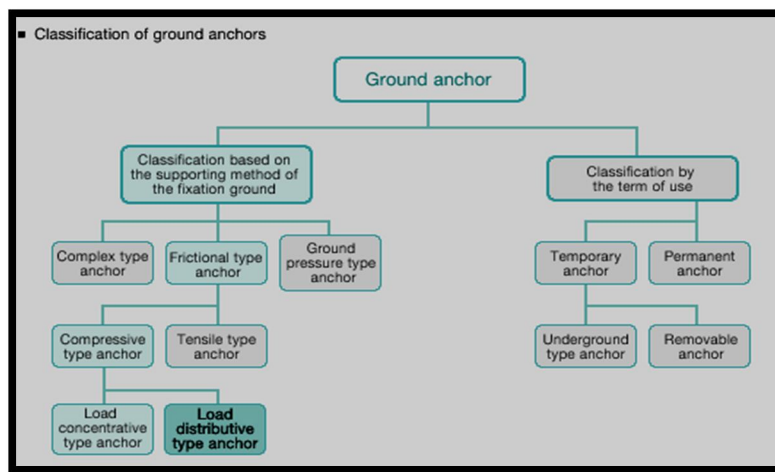 ▪ Classification of ground anchors
Ground anchor
Classification based on
the supporting method of
the fixation ground
Classification by
the term of use
Complex type
anchor
Frictional type
anchor
Ground
pressure type
anchor
Temporary
anchor
Permanent
anchor
Compressive
type anchor
Tensile type
anchor
Underground
type anchor
Removable
anchor
Load
concentrative
type anchor
Load
distributive
type anchor